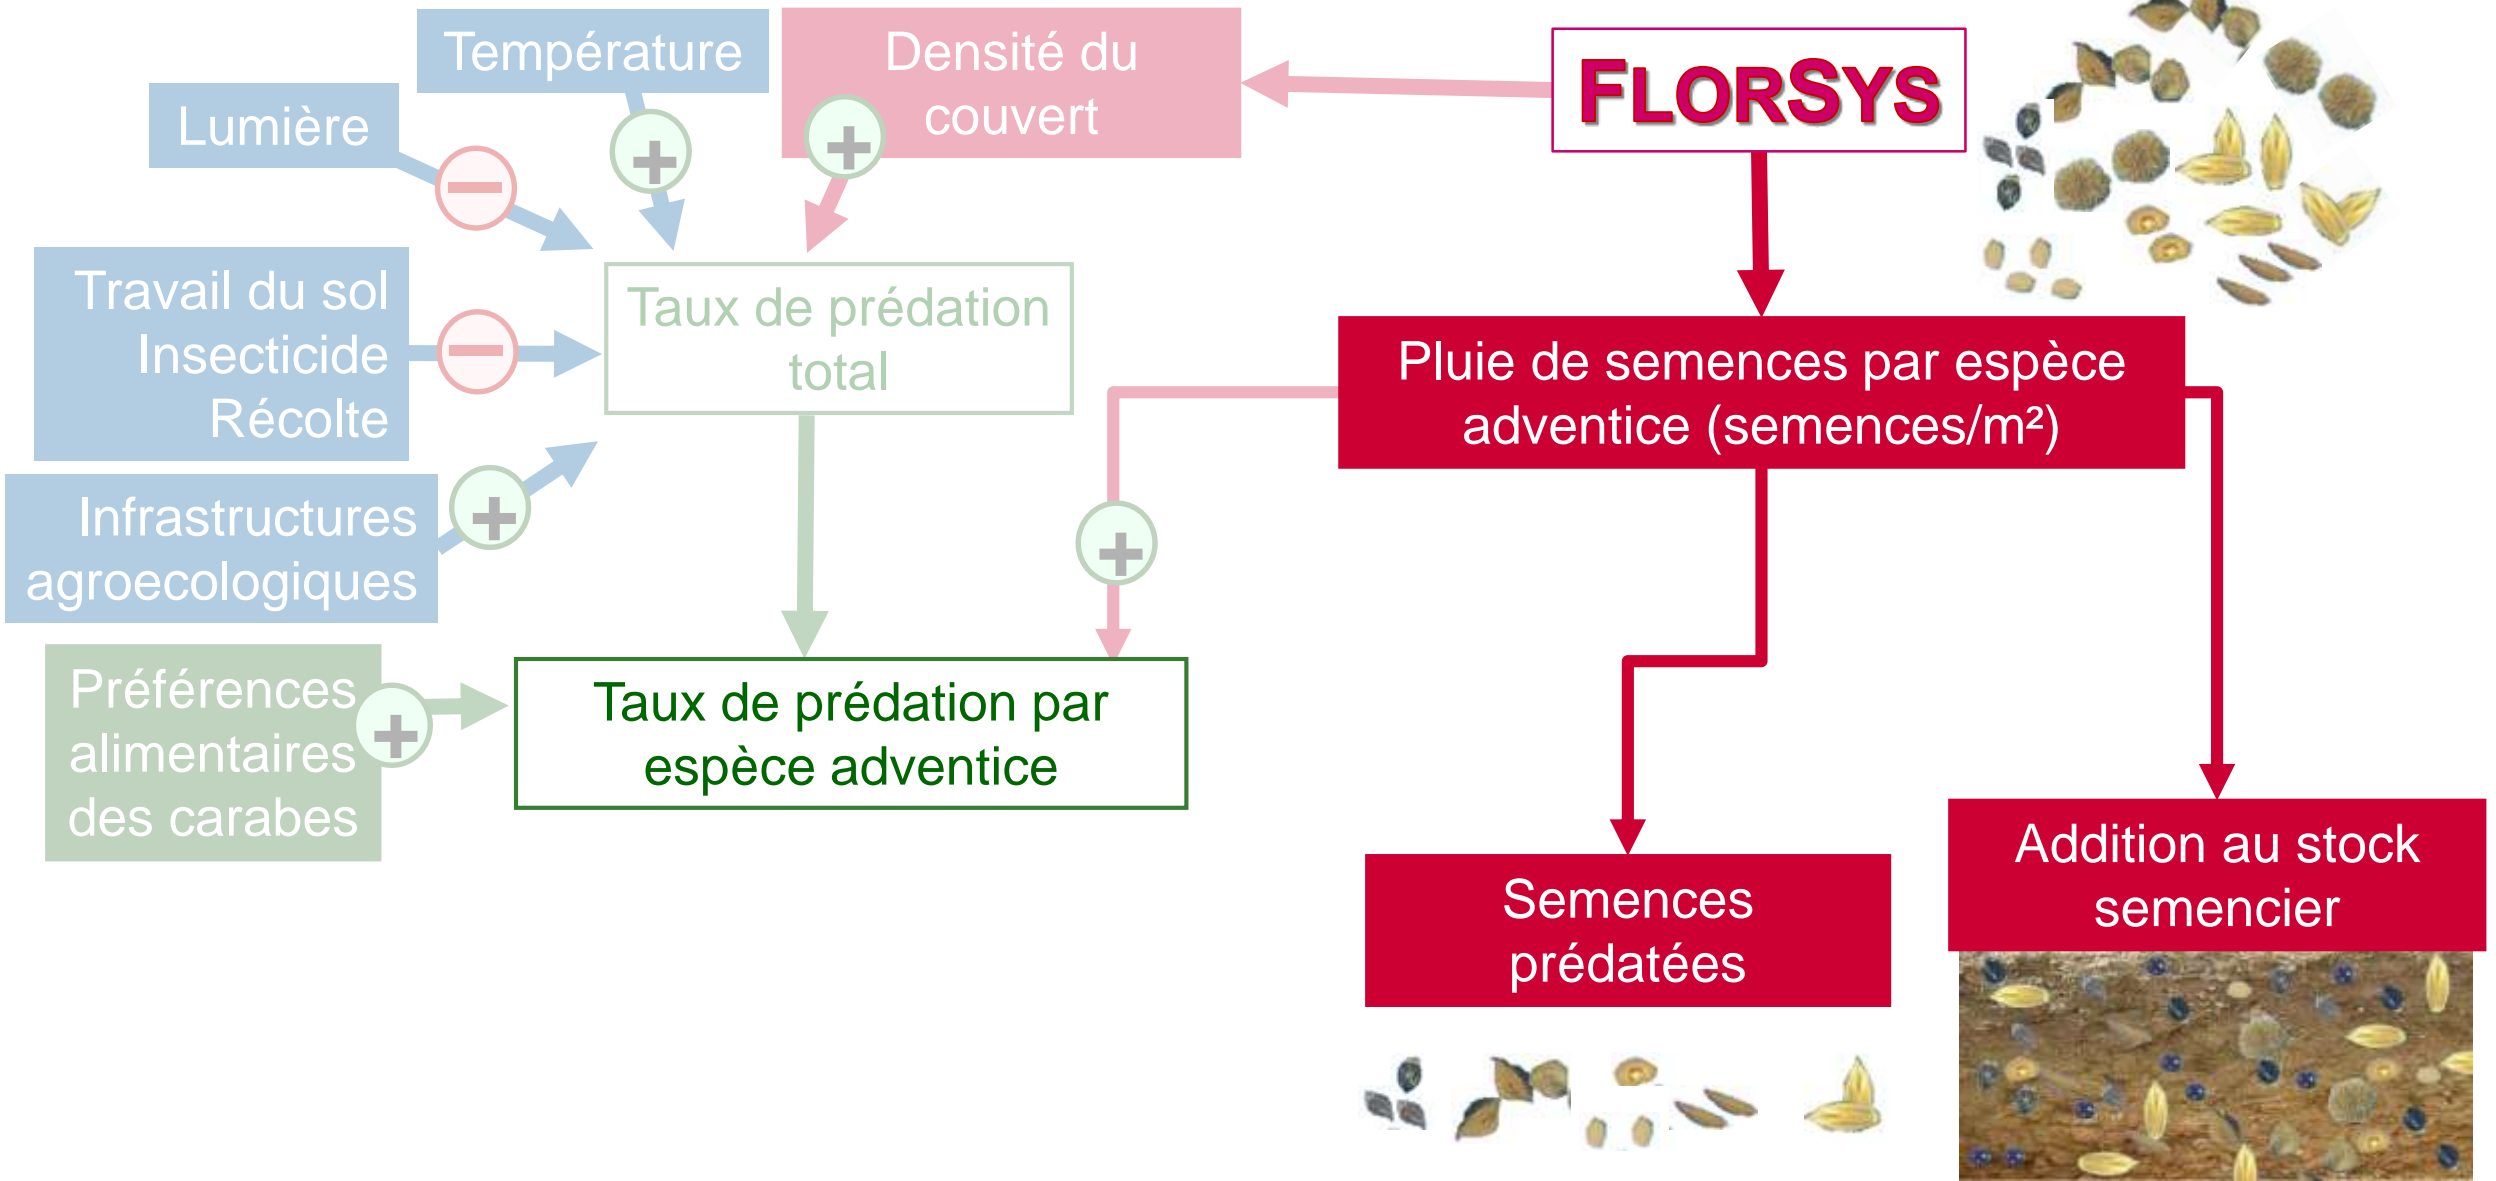 Température
Densité du
couvert
FLORSYS
Lumière
Travail du sol
Insecticide
Récolte
Taux de prédation
total
Pluie de semences par espèce
adventice (semences/m²)
Infrastructures
agroecologiques
Préférences
alimentaires
des carabes
Taux de prédation par
espèce adventice
Semences
prédatées
Addition au stock
semencier